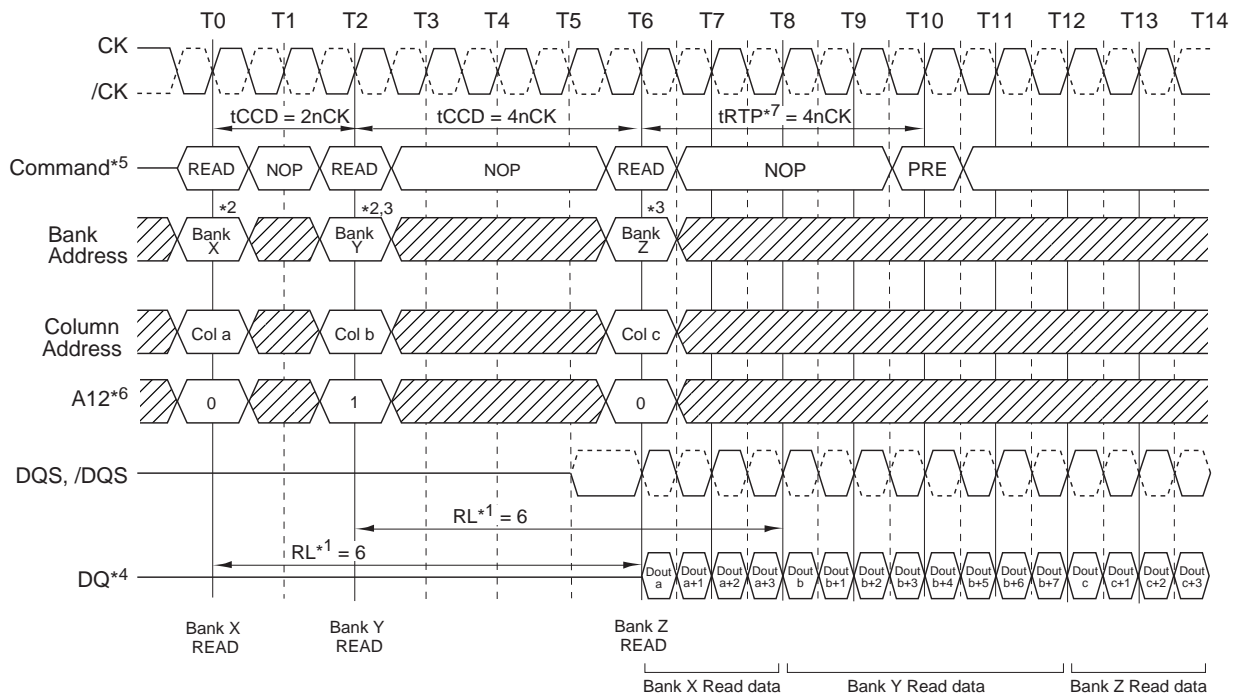 T0 T1 T2 T3 T4 T5 T6 T7 T8 T9 T10 T11 T12 T13 T14
CK
/CK
tCCD = 2nCK tCCD = 4nCK tRTP*7 = 4nCK
Command*5 READ NOP READ NOP READ NOP PRE
*2 *2,3 *3
Bank Address Bank X Bank Y Bank Z
Column Address Col a Col b Col c
A12*6 0 1 0
DQS, /DQS
RL*1 = 6
RL*1 = 6
DQ*4 Dout a Dout a+1 Dout a+2 Dout a+3 Dout b Dout b+1 Dout b+2 Dout b+3 Dout b+4 Dout b+5 Dout b+6 Dout b+7 Dout c Dout c+1 Dout c+2 Dout c+3
Bank X READ Bank Y READ Bank Z READ
Bank X Read data Bank Y Read data Bank Z Read data